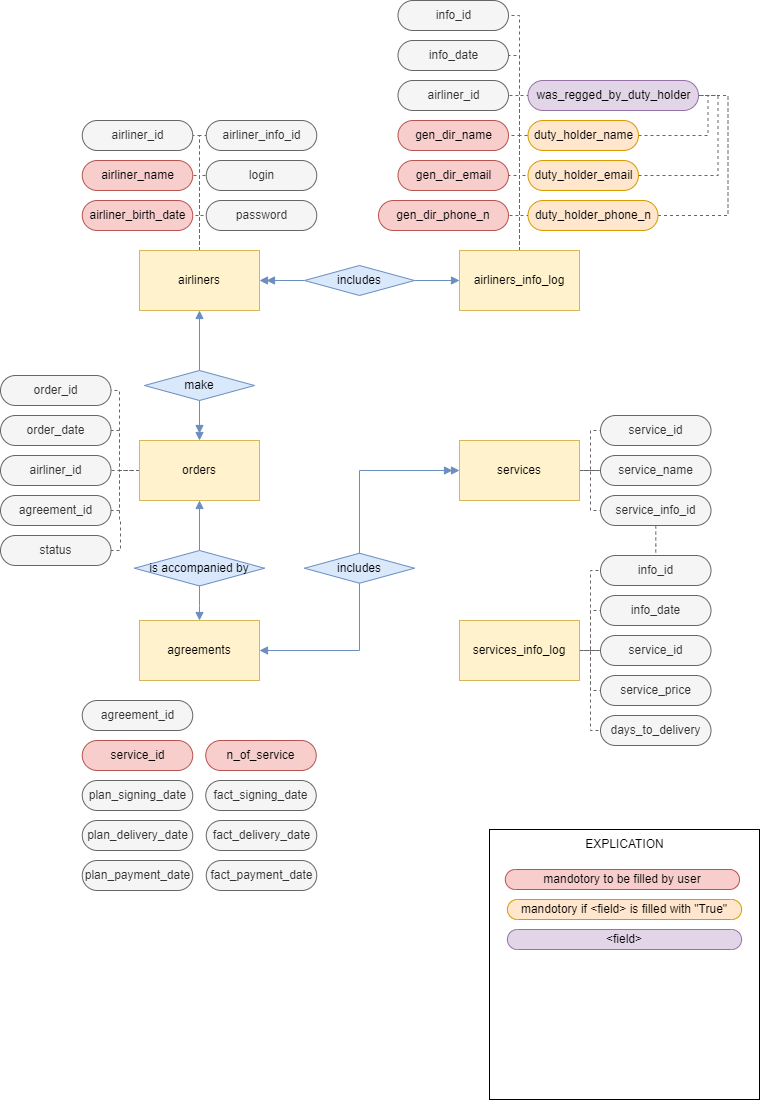 info_id
info_date
airliner_id
was_regged_by_duty_holder
airliner_id
airliner_info_id
gen_dir_name
duty_holder_name
airliner_name
login
gen_dir_email
duty_holder_email
airliner_birth_date
password
gen_dir_phone_n
duty_holder_phone_n
airliners
includes
airliners_info_log
make
order_id
order_date
airliner_id
agreement_id
status
orders
services
service_id
service_name
service_info_id
is accompanied by
includes
info_id
info_date
service_id
service_price
days_to_delivery
agreements
services_info_log
agreement_id
service_id
n_of_service
plan_signing_date
fact_signing_date
plan_delivery_date
fact_delivery_date
plan_payment_date
fact_payment_date
EXPLICATION
mandotory to be filled by user
mandotory if <field> is filled with "True"
<field>